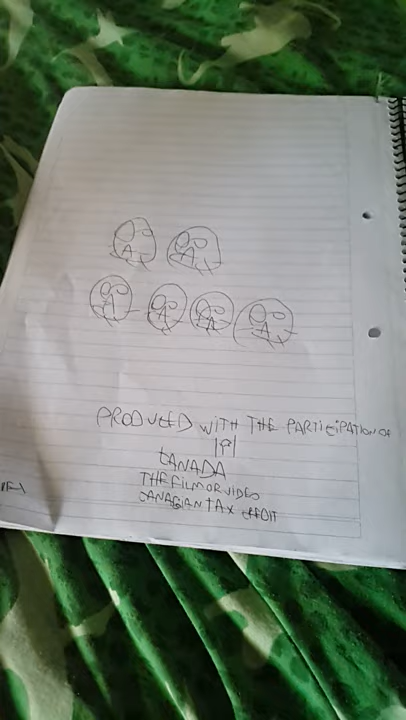 PRODUCED WITH THE PARTICIPATION OF
CANADA
THE FILM OR VIDEO
CANADIAN TAX CREDIT